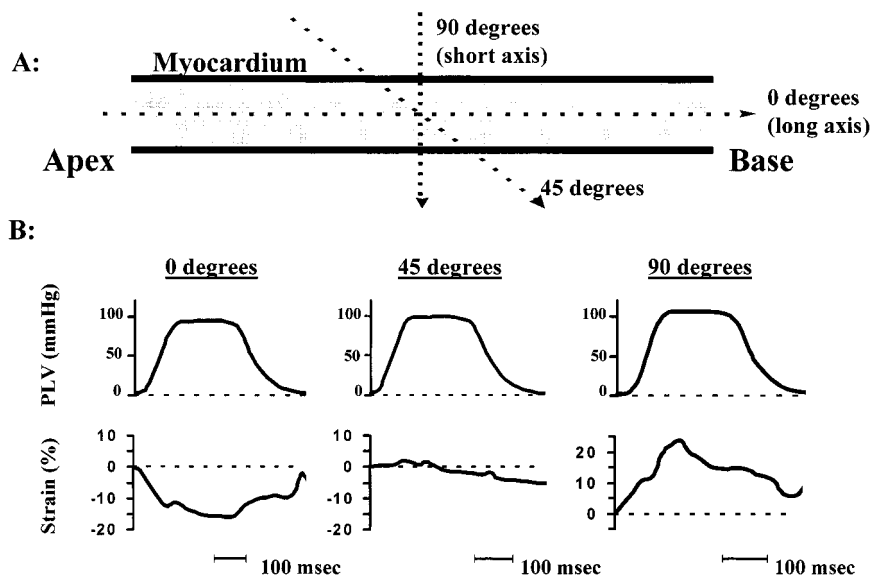 A:
Myocardium
90 degrees
(short axis)
0 degrees
(long axis)
Apex
Base
45 degrees
B:
0 degrees
45 degrees
90 degrees
PLV (mmHg)
100
50
0
100
50
0
100
50
0
Strain (%)
10
0
-10
-20
10
0
-10
-20
20
10
0
100 msec
100 msec
100 msec